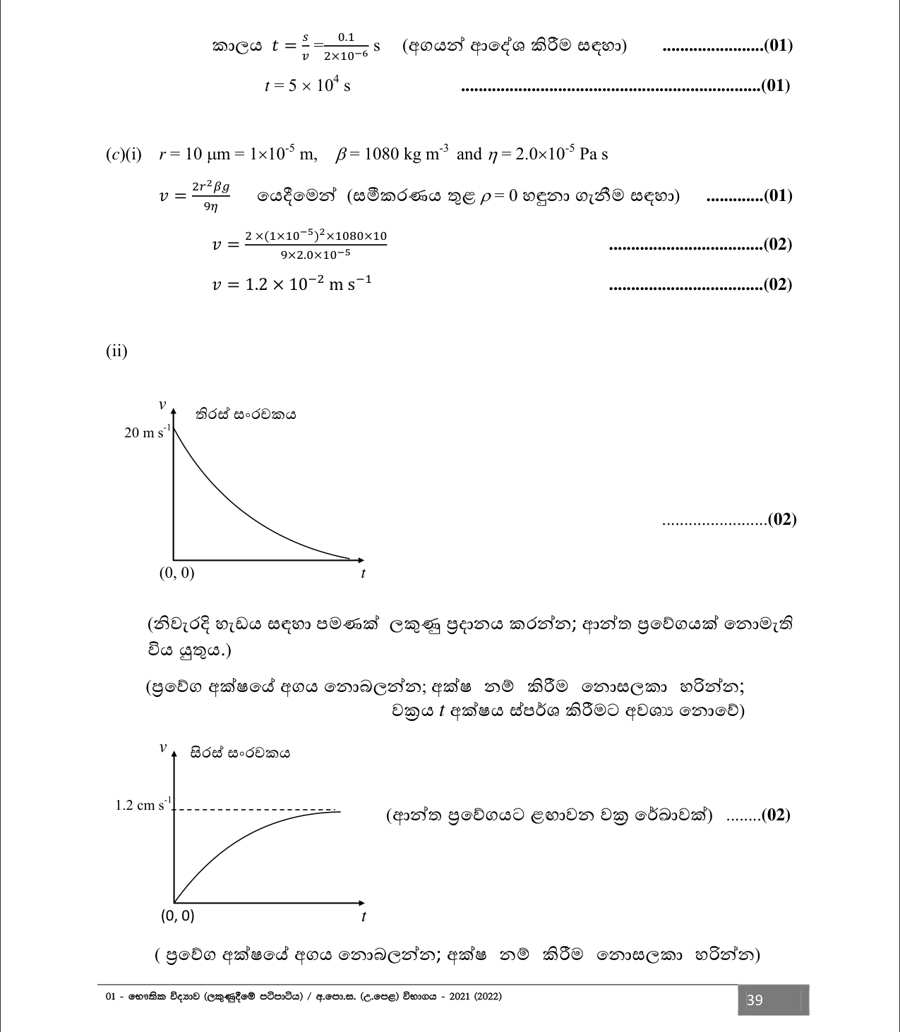 කාලය t = s/v = 0.1/(2×10⁻⁶) s (අගයන් ආදේශ කිරීම සඳහා) .......................(01)
t = 5 × 10⁴ s ....................................................................(01)
(c)(i) r = 10 μm = 1×10⁻⁵ m, β = 1080 kg m⁻³ and η = 2.0×10⁻⁵ Pa s
v = 2r²βg/9η යෙදීමෙන් (සමීකරණය තුළ ρ = 0 හඳුනා ගැනීම සඳහා) .............(01)
v = 2 ×(1×10⁻⁵)²×1080×10/9×2.0×10⁻⁵ ...................................(02)
v = 1.2 × 10⁻² m s⁻¹ ...................................(02)
(ii)
v තිරස් සංරචකය
20 m s⁻¹
........................(02)
(0, 0) t
(නිවැරදි හැඩය සඳහා පමණක් ලකුණු ප්‍රදානය කරන්න; ආන්ත ප්‍රවේගයක් නොමැති
විය යුතුය.)
(ප්‍රවේග අක්ෂයේ අගය නොබලන්න; අක්ෂ නම් කිරීම නොසලකා හරින්න;
වක්‍රය t අක්ෂය ස්පර්ශ කිරීමට අවශ්‍ය නොවේ)
v සිරස් සංරචකය
1.2 cm s⁻¹
(ආන්ත ප්‍රවේගයට ළඟාවන වක්‍ර රේඛාවක්) ........(02)
(0, 0) t
( ප්‍රවේග අක්ෂයේ අගය නොබලන්න; අක්ෂ නම් කිරීම නොසලකා හරින්න)
01 - භෞතික විද්‍යාව (ලකුණුදීමේ පටිපාටිය) / අ.පො.ස. (උ.පෙළ) විභාගය - 2021 (2022)
39